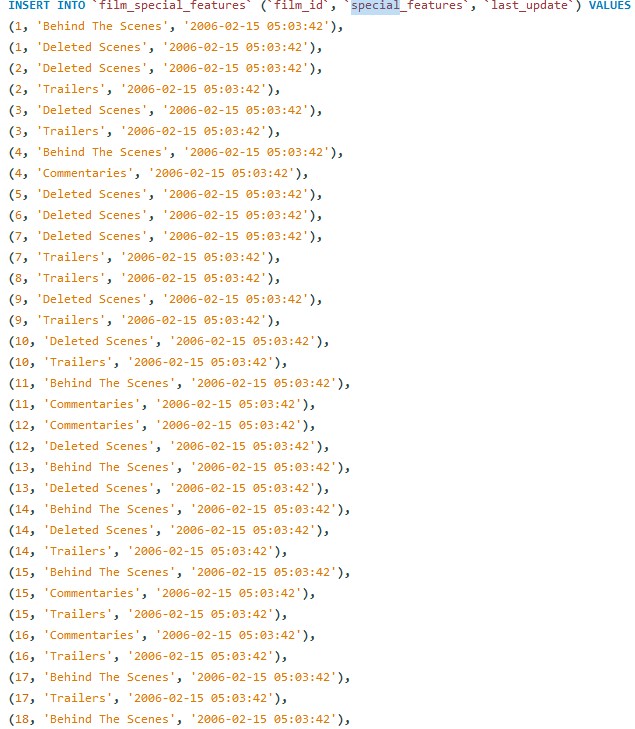 INSERT INTO `film_special_features` (`film_id`, `special_features`, `last_update`) VALUES
(1, 'Behind The Scenes', '2006-02-15 05:03:42'),
(1, 'Deleted Scenes', '2006-02-15 05:03:42'),
(2, 'Deleted Scenes', '2006-02-15 05:03:42'),
(2, 'Trailers', '2006-02-15 05:03:42'),
(3, 'Deleted Scenes', '2006-02-15 05:03:42'),
(3, 'Trailers', '2006-02-15 05:03:42'),
(4, 'Behind The Scenes', '2006-02-15 05:03:42'),
(4, 'Commentaries', '2006-02-15 05:03:42'),
(5, 'Deleted Scenes', '2006-02-15 05:03:42'),
(6, 'Deleted Scenes', '2006-02-15 05:03:42'),
(7, 'Deleted Scenes', '2006-02-15 05:03:42'),
(7, 'Trailers', '2006-02-15 05:03:42'),
(8, 'Trailers', '2006-02-15 05:03:42'),
(9, 'Deleted Scenes', '2006-02-15 05:03:42'),
(9, 'Trailers', '2006-02-15 05:03:42'),
(10, 'Deleted Scenes', '2006-02-15 05:03:42'),
(10, 'Trailers', '2006-02-15 05:03:42'),
(11, 'Behind The Scenes', '2006-02-15 05:03:42'),
(11, 'Commentaries', '2006-02-15 05:03:42'),
(12, 'Commentaries', '2006-02-15 05:03:42'),
(12, 'Deleted Scenes', '2006-02-15 05:03:42'),
(13, 'Behind The Scenes', '2006-02-15 05:03:42'),
(13, 'Deleted Scenes', '2006-02-15 05:03:42'),
(14, 'Behind The Scenes', '2006-02-15 05:03:42'),
(14, 'Deleted Scenes', '2006-02-15 05:03:42'),
(14, 'Trailers', '2006-02-15 05:03:42'),
(15, 'Behind The Scenes', '2006-02-15 05:03:42'),
(15, 'Commentaries', '2006-02-15 05:03:42'),
(15, 'Trailers', '2006-02-15 05:03:42'),
(16, 'Commentaries', '2006-02-15 05:03:42'),
(16, 'Trailers', '2006-02-15 05:03:42'),
(17, 'Behind The Scenes', '2006-02-15 05:03:42'),
(17, 'Trailers', '2006-02-15 05:03:42'),
(18, 'Behind The Scenes', '2006-02-15 05:03:42'),